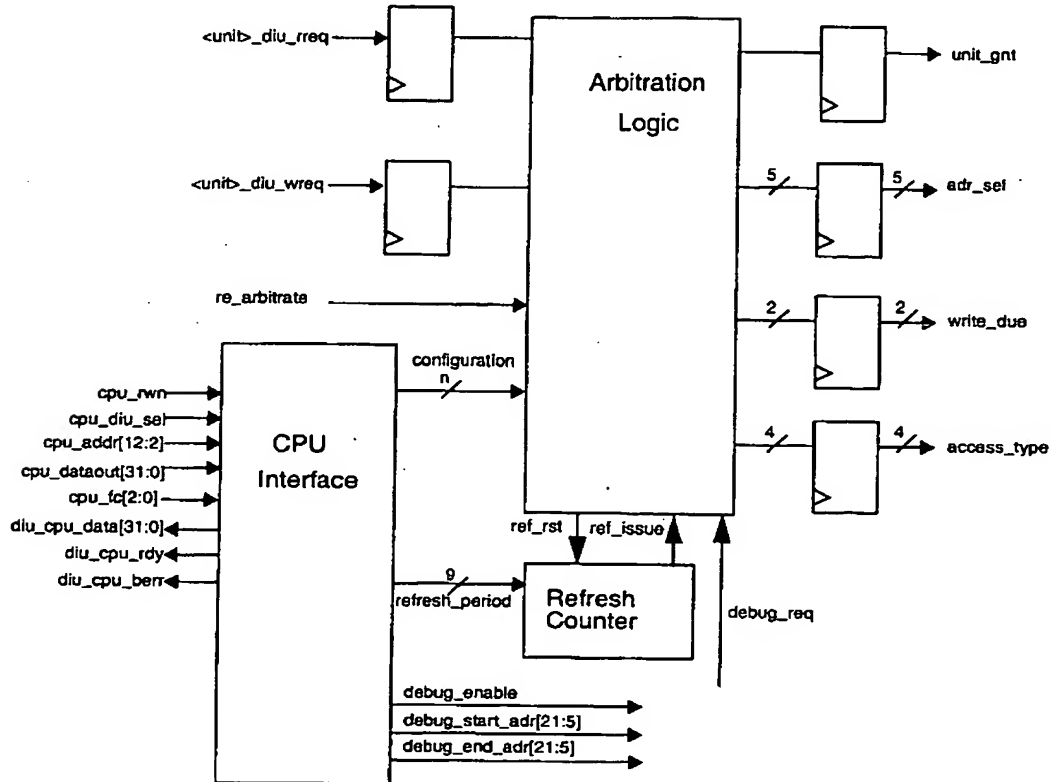 <unit>_diu_rreq
Arbitration
Logic
unit_gnt
<unit>_diu_wreq
5
5
adr_sel
re_arbitrate
2
2
write_due
configuration
n
cpu_rwn
cpu_diu_sel
cpu_addr[12:2]
cpu_dataout[31:0]
cpu_fc[2:0]
diu_cpu_data[31:0]
diu_cpu_rdy
diu_cpu_berr
CPU
Interface
4
4
access_type
ref_rst
ref_issue
9
refresh_period
Refresh
Counter
debug_req
debug_enable
debug_start_adr[21:5]
debug_end_adr[21:5]